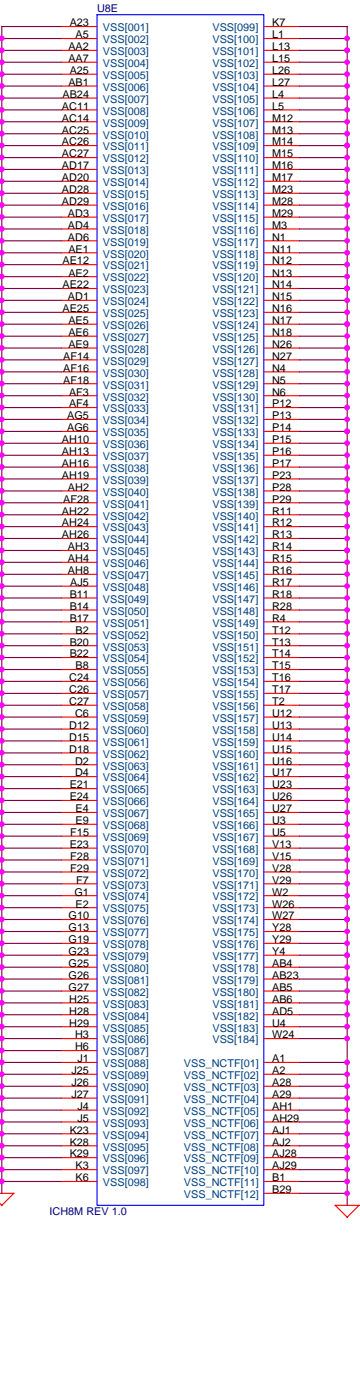 U8E
A23 VSS[001] VSS[099] K7
A5 VSS[002] VSS[100] L1
AA2 VSS[003] VSS[101] L13
AA7 VSS[004] VSS[102] L15
A25 VSS[005] VSS[103] L26
AB1 VSS[006] VSS[104] L27
AB24 VSS[007] VSS[105] L4
AC11 VSS[008] VSS[106] L5
AC14 VSS[009] VSS[107] M12
AC25 VSS[010] VSS[108] M13
AC26 VSS[011] VSS[109] M14
AC27 VSS[012] VSS[110] M15
AD17 VSS[013] VSS[111] M16
AD20 VSS[014] VSS[112] M17
AD28 VSS[015] VSS[113] M23
AD29 VSS[016] VSS[114] M28
AD3 VSS[017] VSS[115] M29
AD4 VSS[018] VSS[116] M3
AD6 VSS[019] VSS[117] N1
AE1 VSS[020] VSS[118] N11
AE12 VSS[021] VSS[119] N12
AE2 VSS[022] VSS[120] N13
AE22 VSS[023] VSS[121] N14
AD1 VSS[024] VSS[122] N15
AE25 VSS[025] VSS[123] N16
AE5 VSS[026] VSS[124] N17
AE6 VSS[027] VSS[125] N18
AE9 VSS[028] VSS[126] N26
AF14 VSS[029] VSS[127] N27
AF16 VSS[030] VSS[128] N4
AF18 VSS[031] VSS[129] N5
AF3 VSS[032] VSS[130] N6
AF4 VSS[033] VSS[131] P12
AG5 VSS[034] VSS[132] P13
AG6 VSS[035] VSS[133] P14
AH10 VSS[036] VSS[134] P15
AH13 VSS[037] VSS[135] P16
AH16 VSS[038] VSS[136] P17
AH19 VSS[039] VSS[137] P23
AH2 VSS[040] VSS[138] P28
AF28 VSS[041] VSS[139] P29
AH22 VSS[042] VSS[140] R11
AH24 VSS[043] VSS[141] R12
AH26 VSS[044] VSS[142] R13
AH3 VSS[045] VSS[143] R14
AH4 VSS[046] VSS[144] R15
AH8 VSS[047] VSS[145] R16
AJ5 VSS[048] VSS[146] R17
B11 VSS[049] VSS[147] R18
B14 VSS[050] VSS[148] R28
B17 VSS[051] VSS[149] R4
B2 VSS[052] VSS[150] T12
B20 VSS[053] VSS[151] T13
B22 VSS[054] VSS[152] T14
B8 VSS[055] VSS[153] T15
C24 VSS[056] VSS[154] T16
C26 VSS[057] VSS[155] T17
C27 VSS[058] VSS[156] T2
C6 VSS[059] VSS[157] U12
D12 VSS[060] VSS[158] U13
D15 VSS[061] VSS[159] U14
D18 VSS[062] VSS[160] U15
D2 VSS[063] VSS[161] U16
D4 VSS[064] VSS[162] U17
E21 VSS[065] VSS[163] U23
E24 VSS[066] VSS[164] U26
E4 VSS[067] VSS[165] U27
E9 VSS[068] VSS[166] U3
F15 VSS[069] VSS[167] U5
E23 VSS[070] VSS[168] V13
F28 VSS[071] VSS[169] V15
F29 VSS[072] VSS[170] V28
F7 VSS[073] VSS[171] V29
G1 VSS[074] VSS[172] W2
E2 VSS[075] VSS[173] W26
G10 VSS[076] VSS[174] W27
G13 VSS[077] VSS[175] Y28
G19 VSS[078] VSS[176] Y29
G23 VSS[079] VSS[177] Y4
G25 VSS[080] VSS[178] AB4
G26 VSS[081] VSS[179] AB23
G27 VSS[082] VSS[180] AB5
H25 VSS[083] VSS[181] AB6
H28 VSS[084] VSS[182] AD5
H29 VSS[085] VSS[183] U4
H3 VSS[086] VSS[184] W24
H6 VSS[087]
J1 VSS[088] VSS_NCTF[01] A1
J25 VSS[089] VSS_NCTF[02] A2
J26 VSS[090] VSS_NCTF[03] A28
J27 VSS[091] VSS_NCTF[04] A29
J4 VSS[092] VSS_NCTF[05] AH1
J5 VSS[093] VSS_NCTF[06] AH29
K23 VSS[094] VSS_NCTF[07] AJ1
K28 VSS[095] VSS_NCTF[08] AJ2
K29 VSS[096] VSS_NCTF[09] AJ28
K3 VSS[097] VSS_NCTF[10] AJ29
K6 VSS[098] VSS_NCTF[11] B1
VSS_NCTF[12] B29
ICH8M REV 1.0